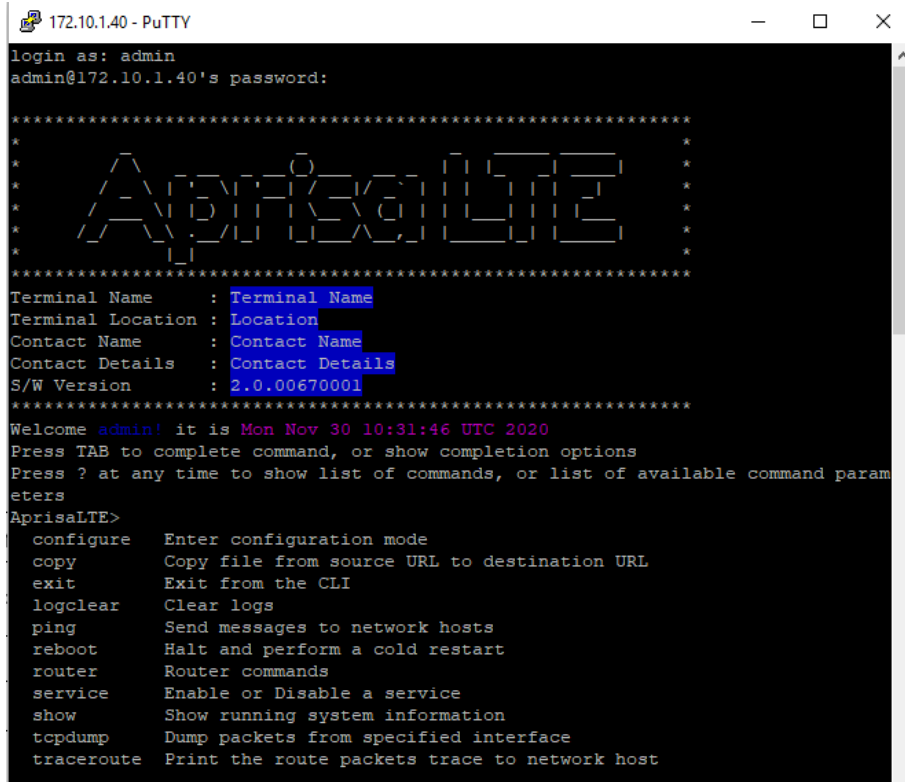 172.10.1.40 - PuTTY
login as: admin
admin@172.10.1.40's password:
**************************************************************
AprisaLTE
**************************************************************
Terminal Name     : Terminal Name
Terminal Location : Location
Contact Name      : Contact Name
Contact Details   : Contact Details
S/W Version       : 2.0.00670001
**************************************************************
Welcome admin! it is Mon Nov 30 10:31:46 UTC 2020
Press TAB to complete command, or show completion options
Press ? at any time to show list of commands, or list of available command param
eters
AprisaLTE>
  configure   Enter configuration mode
  copy        Copy file from source URL to destination URL
  exit        Exit from the CLI
  logclear    Clear logs
  ping        Send messages to network hosts
  reboot      Halt and perform a cold restart
  router      Router commands
  service     Enable or Disable a service
  show        Show running system information
  tcpdump     Dump packets from specified interface
  traceroute  Print the route packets trace to network host